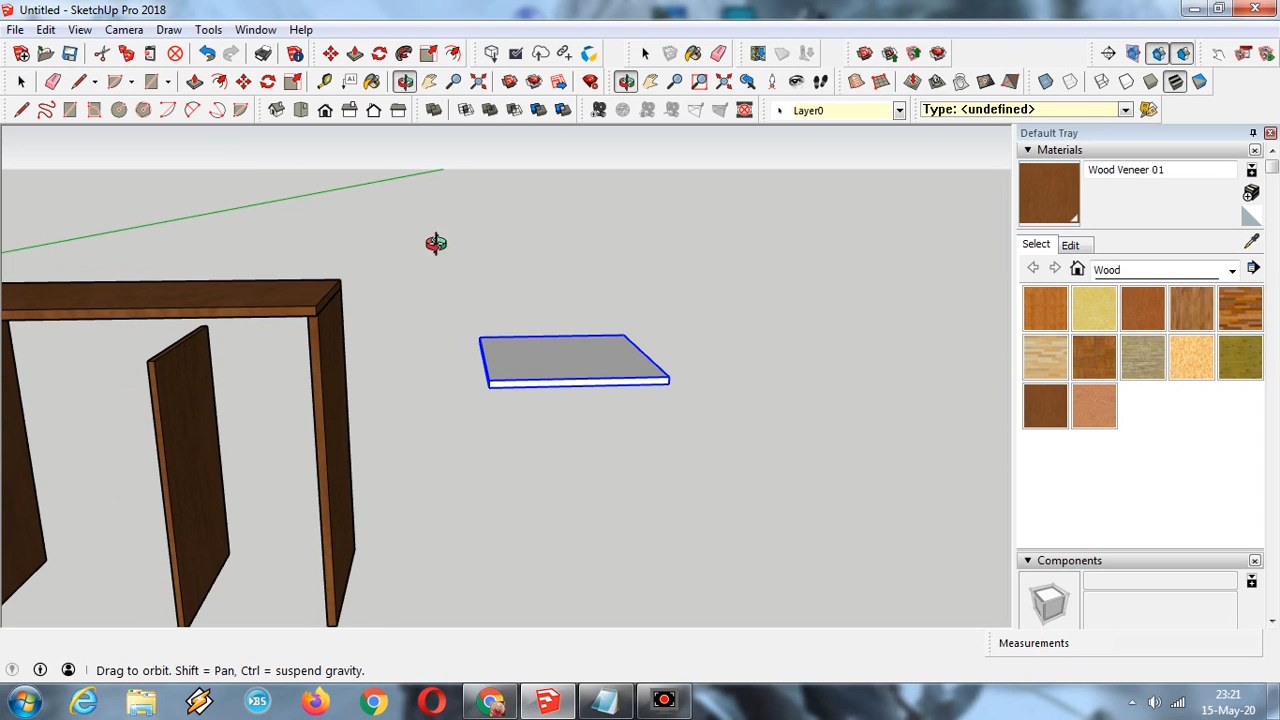 Untitled - SketchUp Pro 2018
File Edit View Camera Draw Tools Window Help
Layer0
Type: <undefined>
Default Tray
Materials
Wood Veneer 01
Select Edit
Wood
Components
Measurements
Drag to orbit. Shift = Pan, Ctrl = suspend gravity.
23:21
15-May-20